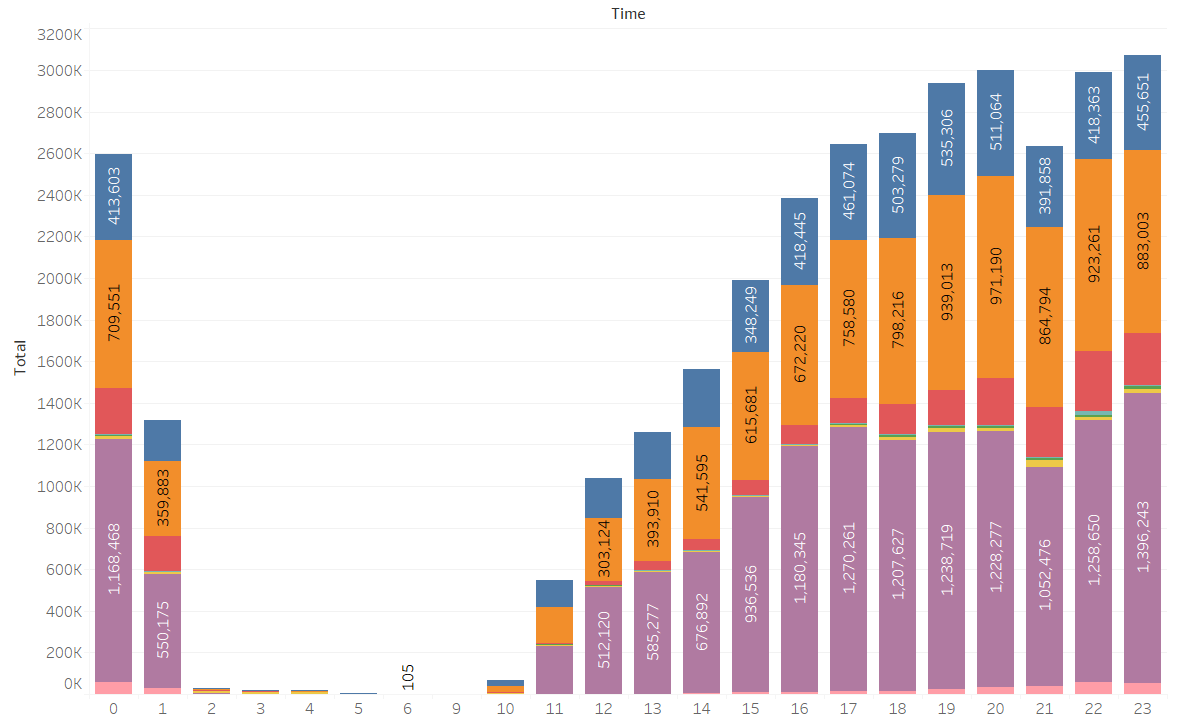 Time
3200K
3000K
2800K
2600K
2400K
2200K
2000K
1800K
1600K
1400K
1200K
1000K
800K
600K
400K
200K
0K
Total
413,603
709,551
1,168,468
359,883
550,175
105
303,124
512,120
393,910
585,277
541,595
676,892
348,249
615,681
936,536
418,445
672,220
1,180,345
461,074
758,580
1,270,261
503,279
798,216
1,207,627
535,306
939,013
1,238,719
511,064
971,190
1,228,277
391,858
864,794
1,052,476
418,363
923,261
1,258,650
455,651
883,003
1,396,243
0 1 2 3 4 5 6 9 10 11 12 13 14 15 16 17 18 19 20 21 22 23